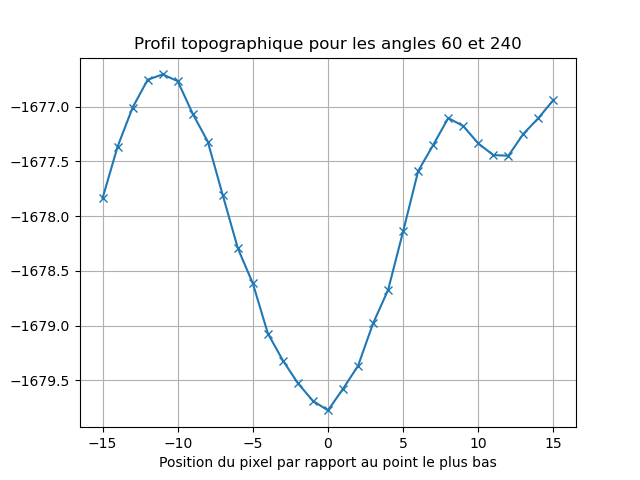 Profil topographique pour les angles 60 et 240
−1677.0
−1677.5
−1678.0
−1678.5
−1679.0
−1679.5
−15 −10 −5 0 5 10 15
Position du pixel par rapport au point le plus bas